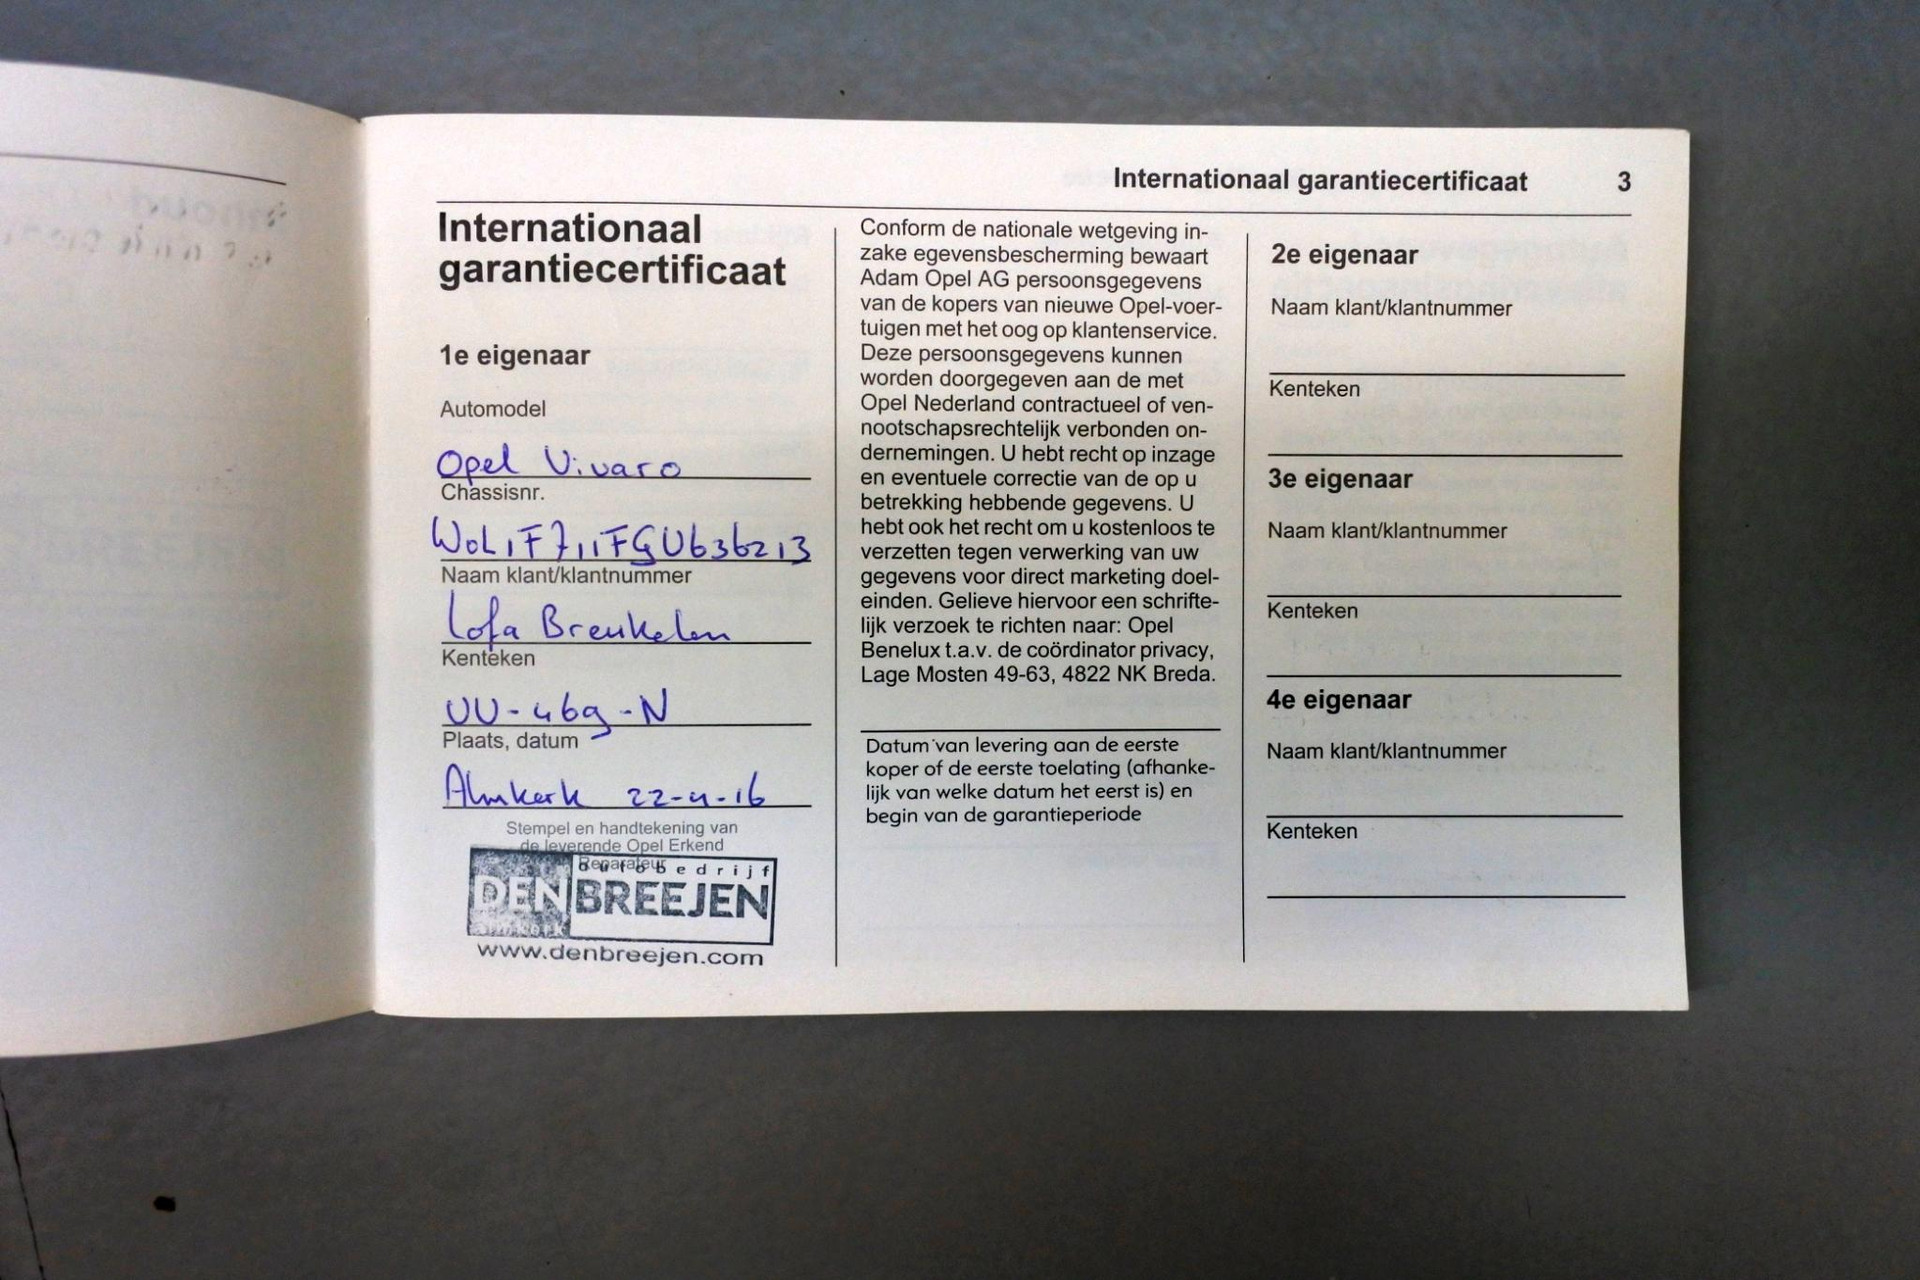 Internationaal garantiecertificaat 3
Internationaal
garantiecertificaat
1e eigenaar
Automodel
Opel Vivaro
Chassisnr.
W0L1F711FGU636213
Naam klant/klantnummer
Lofa Breukelen
Kenteken
VV-469-N
Plaats, datum
Almkerk 22-4-16
Stempel en handtekening van
de leverende Opel Erkend
Reparateur
autobedrijf
DEN BREEJEN
almkerk
www.denbreejen.com
Conform de nationale wetgeving in-
zake egevensbescherming bewaart
Adam Opel AG persoonsgegevens
van de kopers van nieuwe Opel-voer-
tuigen met het oog op klantenservice.
Deze persoonsgegevens kunnen
worden doorgegeven aan de met
Opel Nederland contractueel of ven-
nootschapsrechtelijk verbonden on-
dernemingen. U hebt recht op inzage
en eventuele correctie van de op u
betrekking hebbende gegevens. U
hebt ook het recht om u kosteloos te
verzetten tegen verwerking van uw
gegevens voor direct marketing doel-
einden. Gelieve hiervoor een schrifte-
lijk verzoek te richten naar: Opel
Benelux t.a.v. de coördinator privacy,
Lage Mosten 49-63, 4822 NK Breda.
Datum van levering aan de eerste
koper of de eerste toelating (afhanke-
lijk van welke datum het eerst is) en
begin van de garantieperiode
2e eigenaar
Naam klant/klantnummer
Kenteken
3e eigenaar
Naam klant/klantnummer
Kenteken
4e eigenaar
Naam klant/klantnummer
Kenteken